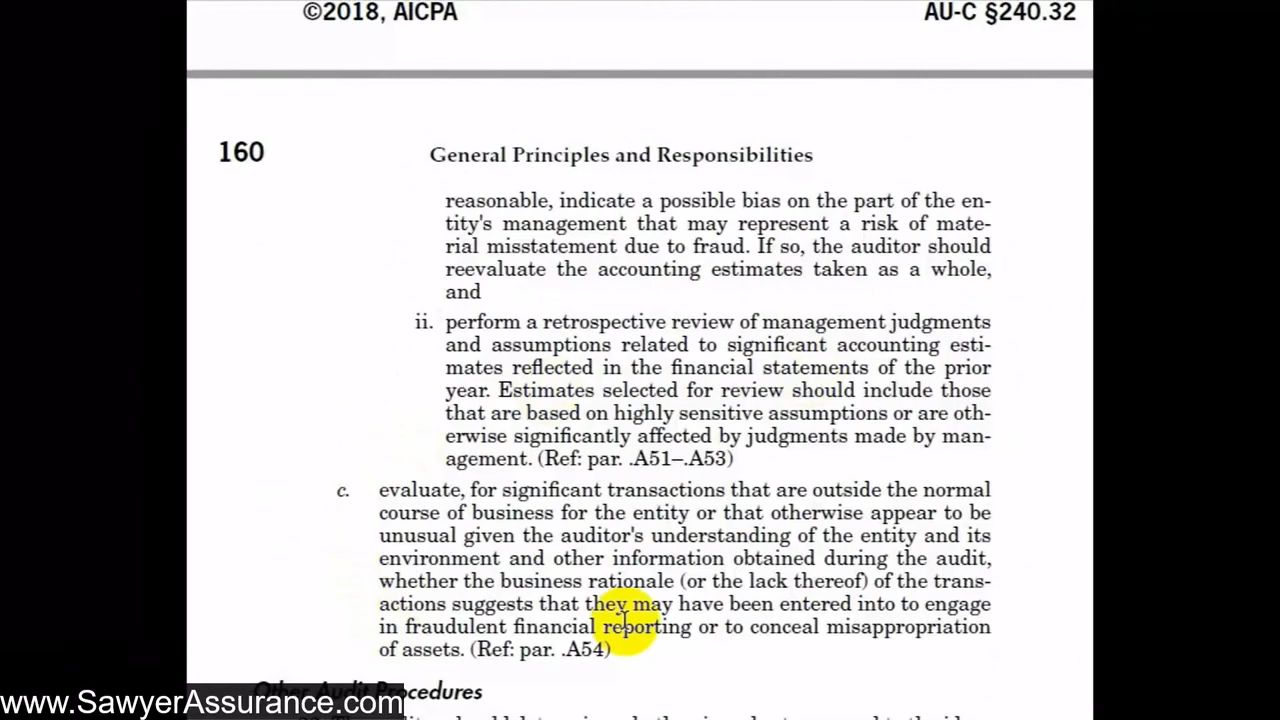 ©2018, AICPA AU-C §240.32
160 General Principles and Responsibilities
reasonable, indicate a possible bias on the part of the en-
tity's management that may represent a risk of mate-
rial misstatement due to fraud. If so, the auditor should
reevaluate the accounting estimates taken as a whole,
and
ii. perform a retrospective review of management judgments
and assumptions related to significant accounting esti-
mates reflected in the financial statements of the prior
year. Estimates selected for review should include those
that are based on highly sensitive assumptions or are oth-
erwise significantly affected by judgments made by man-
agement. (Ref: par. .A51–.A53)
c. evaluate, for significant transactions that are outside the normal
course of business for the entity or that otherwise appear to be
unusual given the auditor's understanding of the entity and its
environment and other information obtained during the audit,
whether the business rationale (or the lack thereof) of the trans-
actions suggests that they may have been entered into to engage
in fraudulent financial reporting or to conceal misappropriation
of assets. (Ref: par. .A54)
Other Audit Procedures
www.SawyerAssurance.com